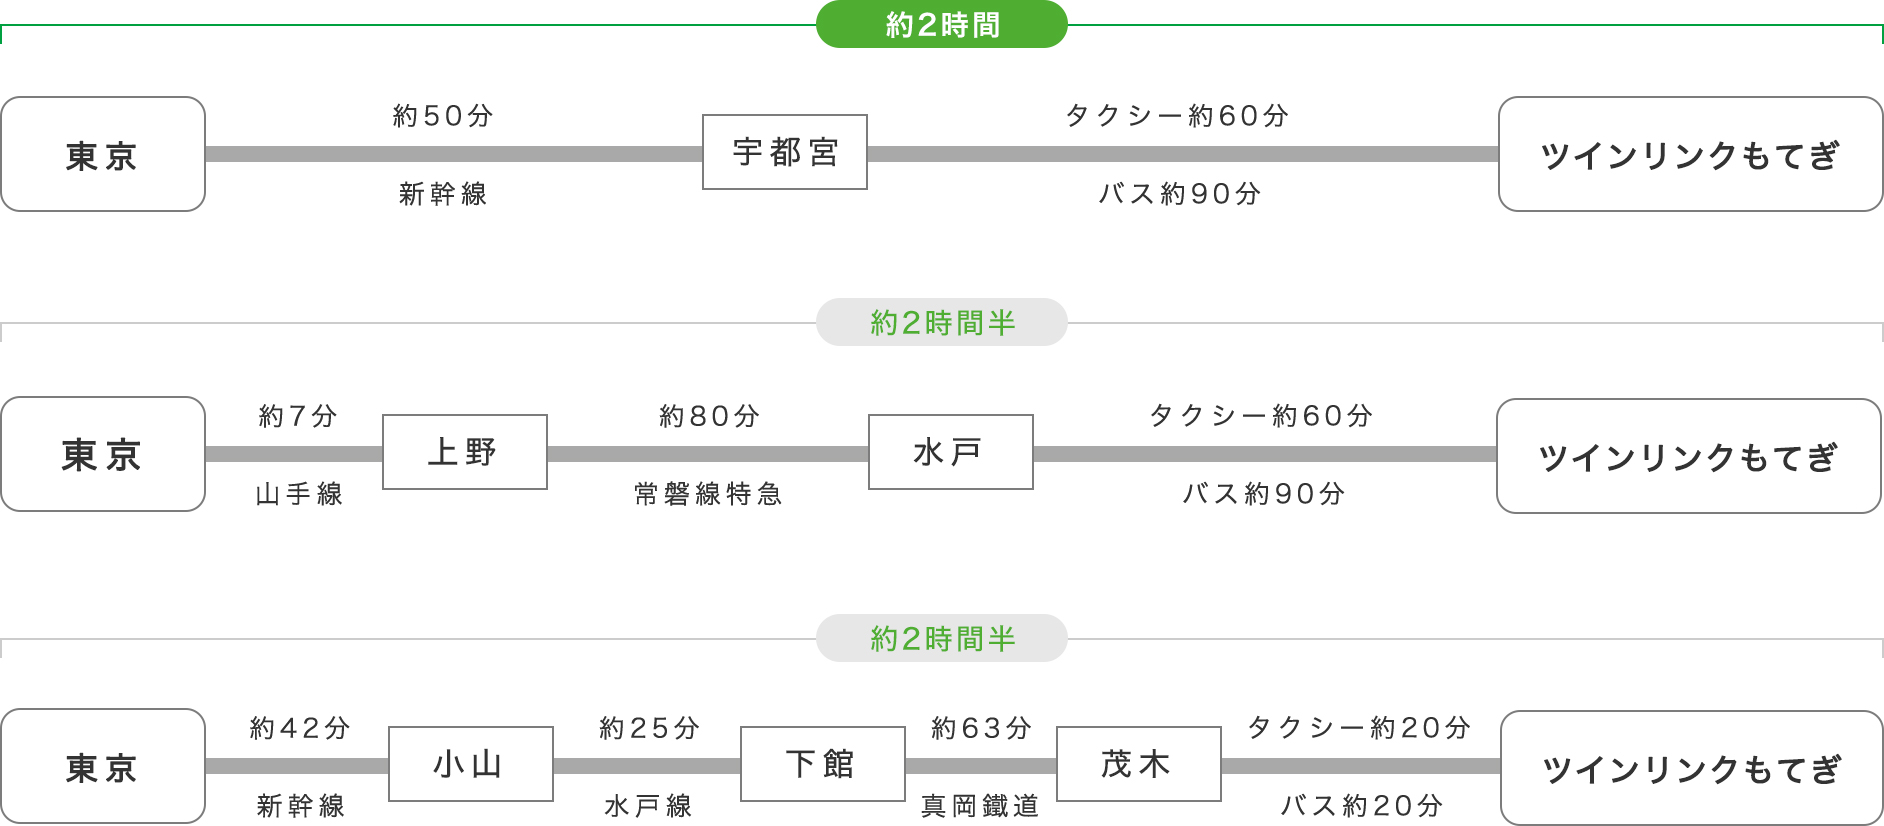 約2時間
東京
約50分
新幹線
宇都宮
タクシー約60分
バス約90分
ツインリンクもてぎ
約2時間半
東京
約7分
山手線
上野
約80分
常磐線特急
水戸
タクシー約60分
バス約90分
ツインリンクもてぎ
約2時間半
東京
約42分
新幹線
小山
約25分
水戸線
下館
約63分
真岡鐵道
茂木
タクシー約20分
バス約20分
ツインリンクもてぎ